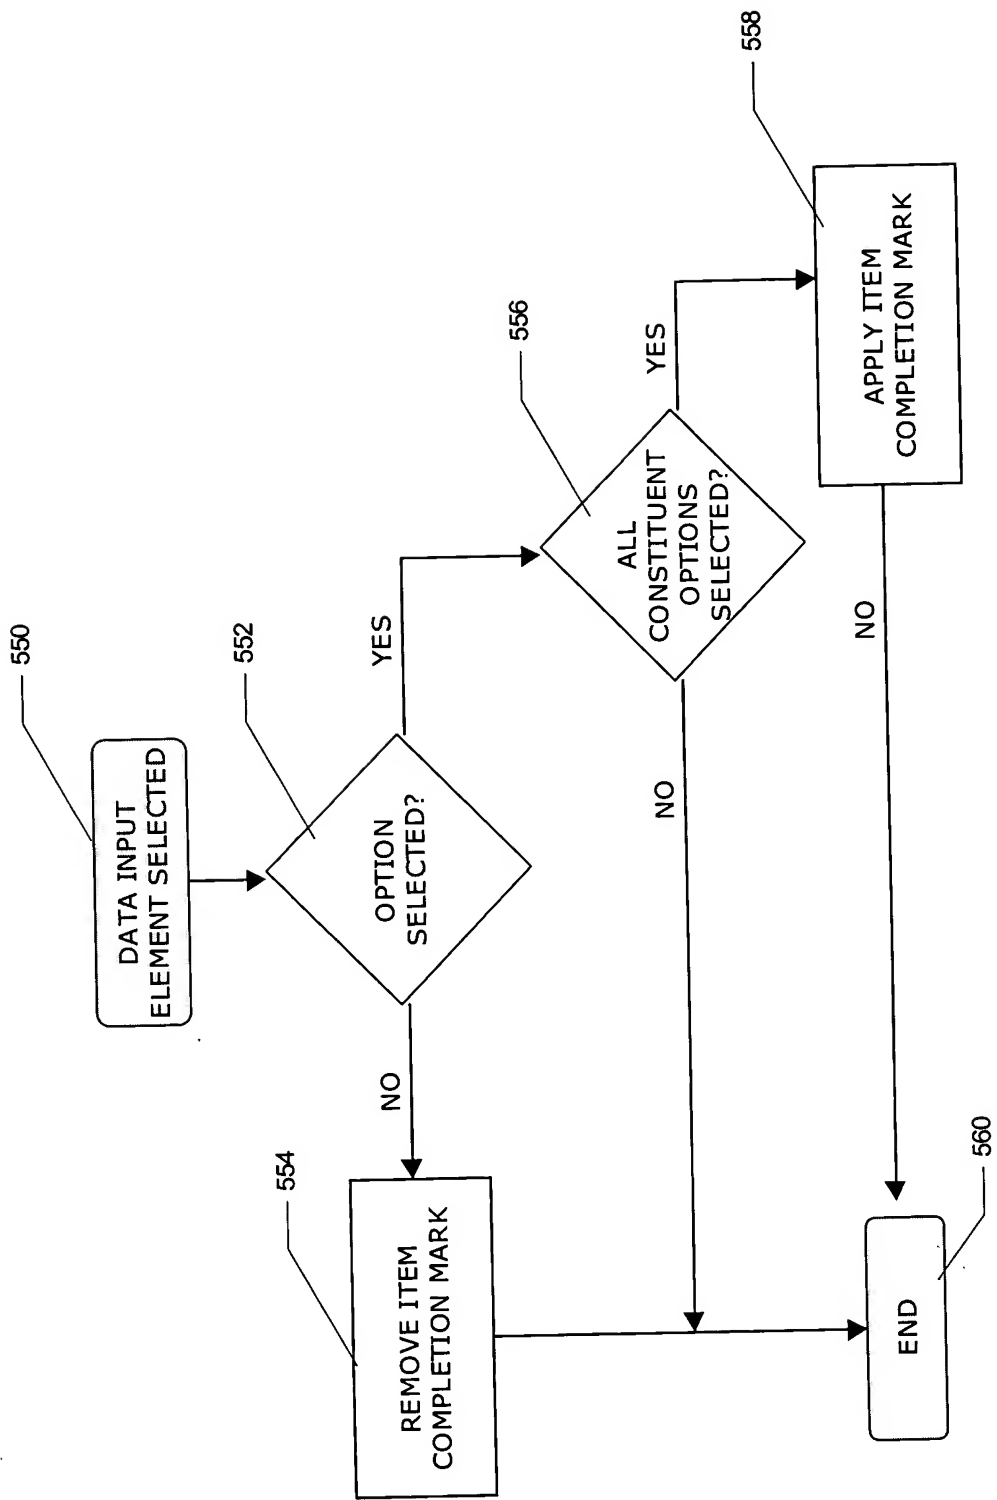 550
DATA INPUT
ELEMENT SELECTED
552
OPTION
SELECTED?
NO
YES
554
REMOVE ITEM
COMPLETION MARK
556
ALL
CONSTITUENT
OPTIONS
SELECTED?
NO
YES
558
APPLY ITEM
COMPLETION MARK
NO
560
END